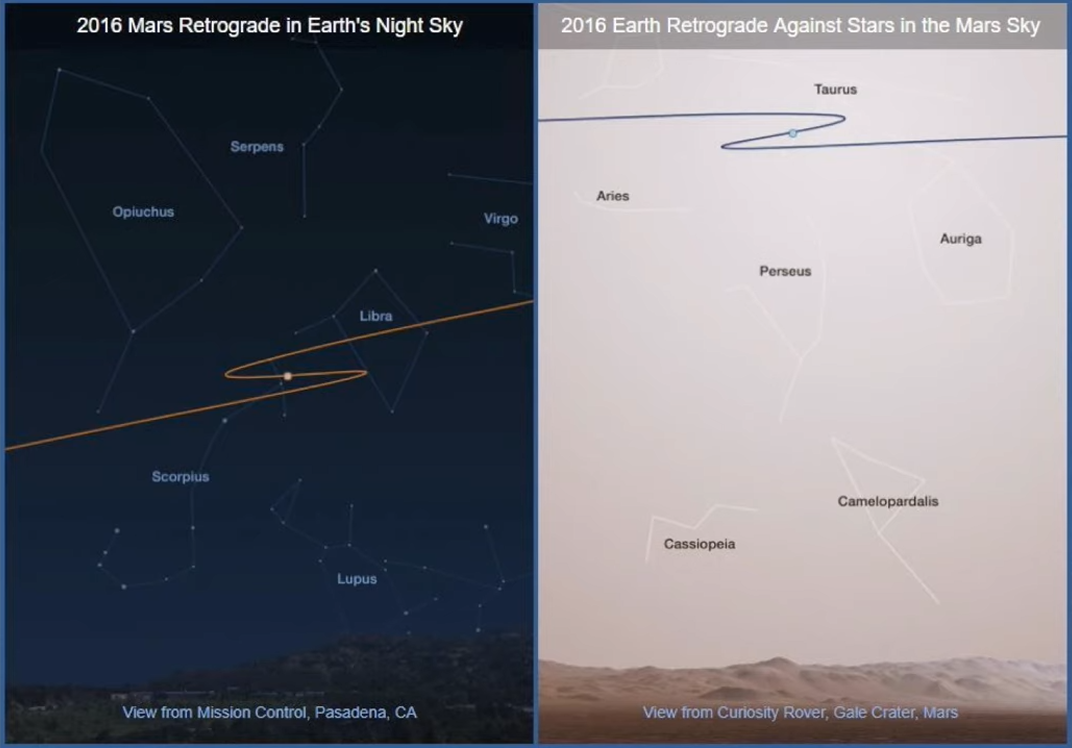 2016 Mars Retrograde in Earth's Night Sky
Serpens
Opiuchus
Virgo
Libra
Scorpius
Lupus
View from Mission Control, Pasadena, CA
2016 Earth Retrograde Against Stars in the Mars Sky
Taurus
Aries
Auriga
Perseus
Camelopardalis
Cassiopeia
View from Curiosity Rover, Gale Crater, Mars